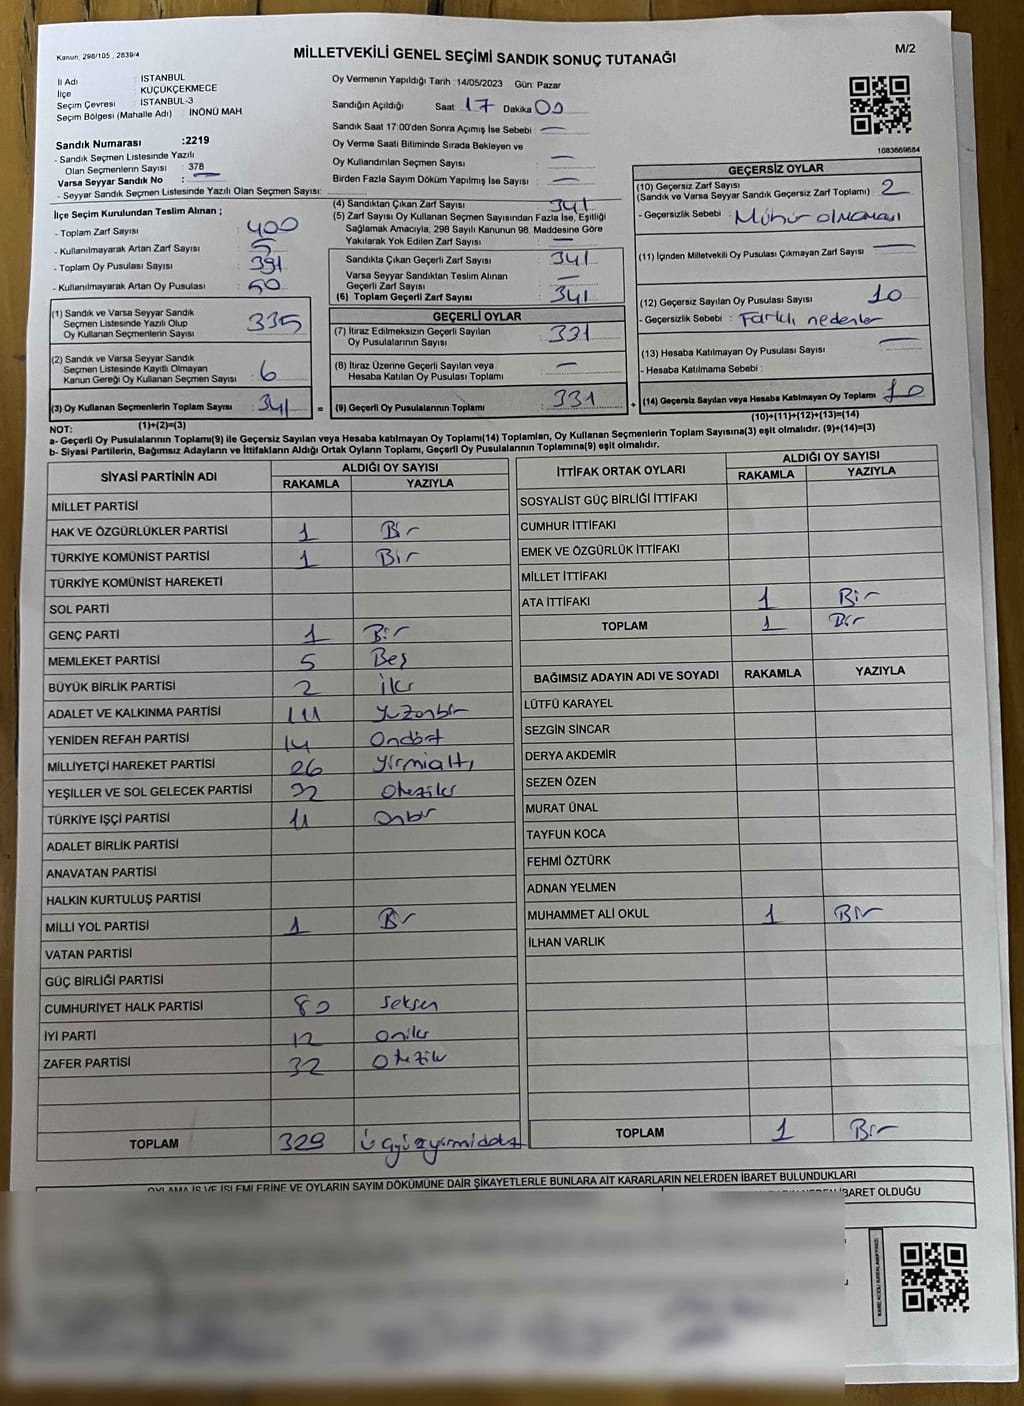 Kanun; 298/105 , 2839/4
MİLLETVEKİLİ GENEL SEÇİMİ SANDIK SONUÇ TUTANAĞI
M/2
İl Adı : İSTANBUL
İlçe : KÜÇÜKÇEKMECE
Seçim Çevresi : İSTANBUL-3
Seçim Bölgesi (Mahalle Adı) : İNÖNÜ MAH
Sandık Numarası :2219
- Sandık Seçmen Listesinde Yazılı
Olan Seçmenlerin Sayısı : 378
Varsa Seyyar Sandık No : —
- Seyyar Sandık Seçmen Listesinde Yazılı Olan Seçmen Sayısı:
Oy Vermenin Yapıldığı Tarih :14/05/2023 Gün: Pazar
Sandığın Açıldığı Saat: 17 Dakika 00
Sandık Saat 17:00'den Sonra Açımış İse Sebebi : —
Oy Verme Saati Bitiminde Sırada Bekleyen ve
Oy Kullandırılan Seçmen Sayısı : —
Birden Fazla Sayım Döküm Yapılmış İse Sayısı : —
1083669684
İlçe Seçim Kurulundan Teslim Alınan ;
- Toplam Zarf Sayısı : 400
- Kullanılmayarak Artan Zarf Sayısı : 5
- Toplam Oy Pusulası Sayısı : 391
- Kullanılmayarak Artan Oy Pusulası : 50
(1) Sandık ve Varsa Seyyar Sandık
Seçmen Listesinde Yazılı Olup
Oy Kullanan Seçmenlerin Sayısı : 335
(2) Sandık ve Varsa Seyyar Sandık
Seçmen Listesinde Kayıtlı Olmayan
Kanun Gereği Oy Kullanan Seçmen Sayısı : 6
(3) Oy Kullanan Seçmenlerin Toplam Sayısı : 341
(1)+(2)=(3)
(4) Sandıktan Çıkan Zarf Sayısı : 341
(5) Zarf Sayısı Oy Kullanan Seçmen Sayısından Fazla İse, Eşitliği
Sağlamak Amacıyla, 298 Sayılı Kanunun 98. Maddesine Göre
Yakılarak Yok Edilen Zarf Sayısı : —
Sandıkta Çıkan Geçerli Zarf Sayısı : 341
Varsa Seyyar Sandıktan Teslim Alınan
Geçerli Zarf Sayısı : —
(6) Toplam Geçerli Zarf Sayısı : 341
GEÇERLİ OYLAR
(7) İtiraz Edilmeksizin Geçerli Sayılan
Oy Pusulalarının Sayısı : 331
(8) İtiraz Üzerine Geçerli Sayılan veya
Hesaba Katılan Oy Pusulası Toplamı : —
= (9) Geçerli Oy Pusulalarının Toplamı : 331
GEÇERSİZ OYLAR
(10) Geçersiz Zarf Sayısı
(Sandık ve Varsa Seyyar Sandık Geçersiz Zarf Toplamı) : 2
- Geçersizlik Sebebi : Mühür olmaması
(11) İçinden Milletvekili Oy Pusulası Çıkmayan Zarf Sayısı : —
(12) Geçersiz Sayılan Oy Pusulası Sayısı : 10
- Geçersizlik Sebebi : Farklı nedenler
(13) Hesaba Katılmayan Oy Pusulası Sayısı : —
- Hesaba Katılmama Sebebi :
+ (14) Geçersiz Sayılan veya Hesaba Katılmayan Oy Toplamı : 10
(10)+(11)+(12)+(13)=(14)
NOT:
a- Geçerli Oy Pusulalarının Toplamı(9) ile Geçersiz Sayılan veya Hesaba katılmayan Oy Toplamı(14) Toplamları, Oy Kullanan Seçmenlerin Toplam Sayısına(3) eşit olmalıdır. (9)+(14)=(3)
b- Siyasi Partilerin, Bağımsız Adayların ve İttifakların Aldığı Ortak Oyların Toplamı, Geçerli Oy Pusulalarının Toplamına(9) eşit olmalıdır.
SİYASİ PARTİNİN ADI ALDIĞI OY SAYISI
RAKAMLA YAZIYLA
MİLLET PARTİSİ
HAK VE ÖZGÜRLÜKLER PARTİSİ 1 Bir
TÜRKİYE KOMÜNİST PARTİSİ 1 Bir
TÜRKİYE KOMÜNİST HAREKETİ
SOL PARTİ
GENÇ PARTİ 1 Bir
MEMLEKET PARTİSİ 5 Beş
BÜYÜK BİRLİK PARTİSİ 2 iki
ADALET VE KALKINMA PARTİSİ 111 Yüzonbir
YENİDEN REFAH PARTİSİ 14 Ondört
MİLLİYETÇİ HAREKET PARTİSİ 26 Yirmialtı
YEŞİLLER VE SOL GELECEK PARTİSİ 32 Otuziki
TÜRKİYE İŞÇİ PARTİSİ 11 Onbir
ADALET BİRLİK PARTİSİ
ANAVATAN PARTİSİ
HALKIN KURTULUŞ PARTİSİ
MİLLİ YOL PARTİSİ 1 Bir
VATAN PARTİSİ
GÜÇ BİRLİĞİ PARTİSİ
CUMHURİYET HALK PARTİSİ 80 Seksen
İYİ PARTİ 12 Oniki
ZAFER PARTİSİ 32 Otuziki
TOPLAM 329
İTTİFAK ORTAK OYLARI ALDIĞI OY SAYISI
RAKAMLA YAZIYLA
SOSYALİST GÜÇ BİRLİĞİ İTTİFAKI
CUMHUR İTTİFAKI
EMEK VE ÖZGÜRLÜK İTTİFAKI
MİLLET İTTİFAKI
ATA İTTİFAKI 1 Bir
TOPLAM 1 Bir
BAĞIMSIZ ADAYIN ADI VE SOYADI RAKAMLA YAZIYLA
LÜTFÜ KARAYEL
SEZGİN SİNCAR
DERYA AKDEMİR
SEZEN ÖZEN
MURAT ÜNAL
TAYFUN KOCA
FEHMİ ÖZTÜRK
ADNAN YELMEN
MUHAMMET ALİ OKUL 1 Bir
İLHAN VARLIK
TOPLAM 1 Bir
OYLAMA İŞ VE İŞLEMLERİNE VE OYLARIN SAYIM DÖKÜMÜNE DAİR ŞİKAYETLERLE BUNLARA AİT KARARLARIN NELERDEN İBARET BULUNDUKLARI
İBARET OLDUĞU